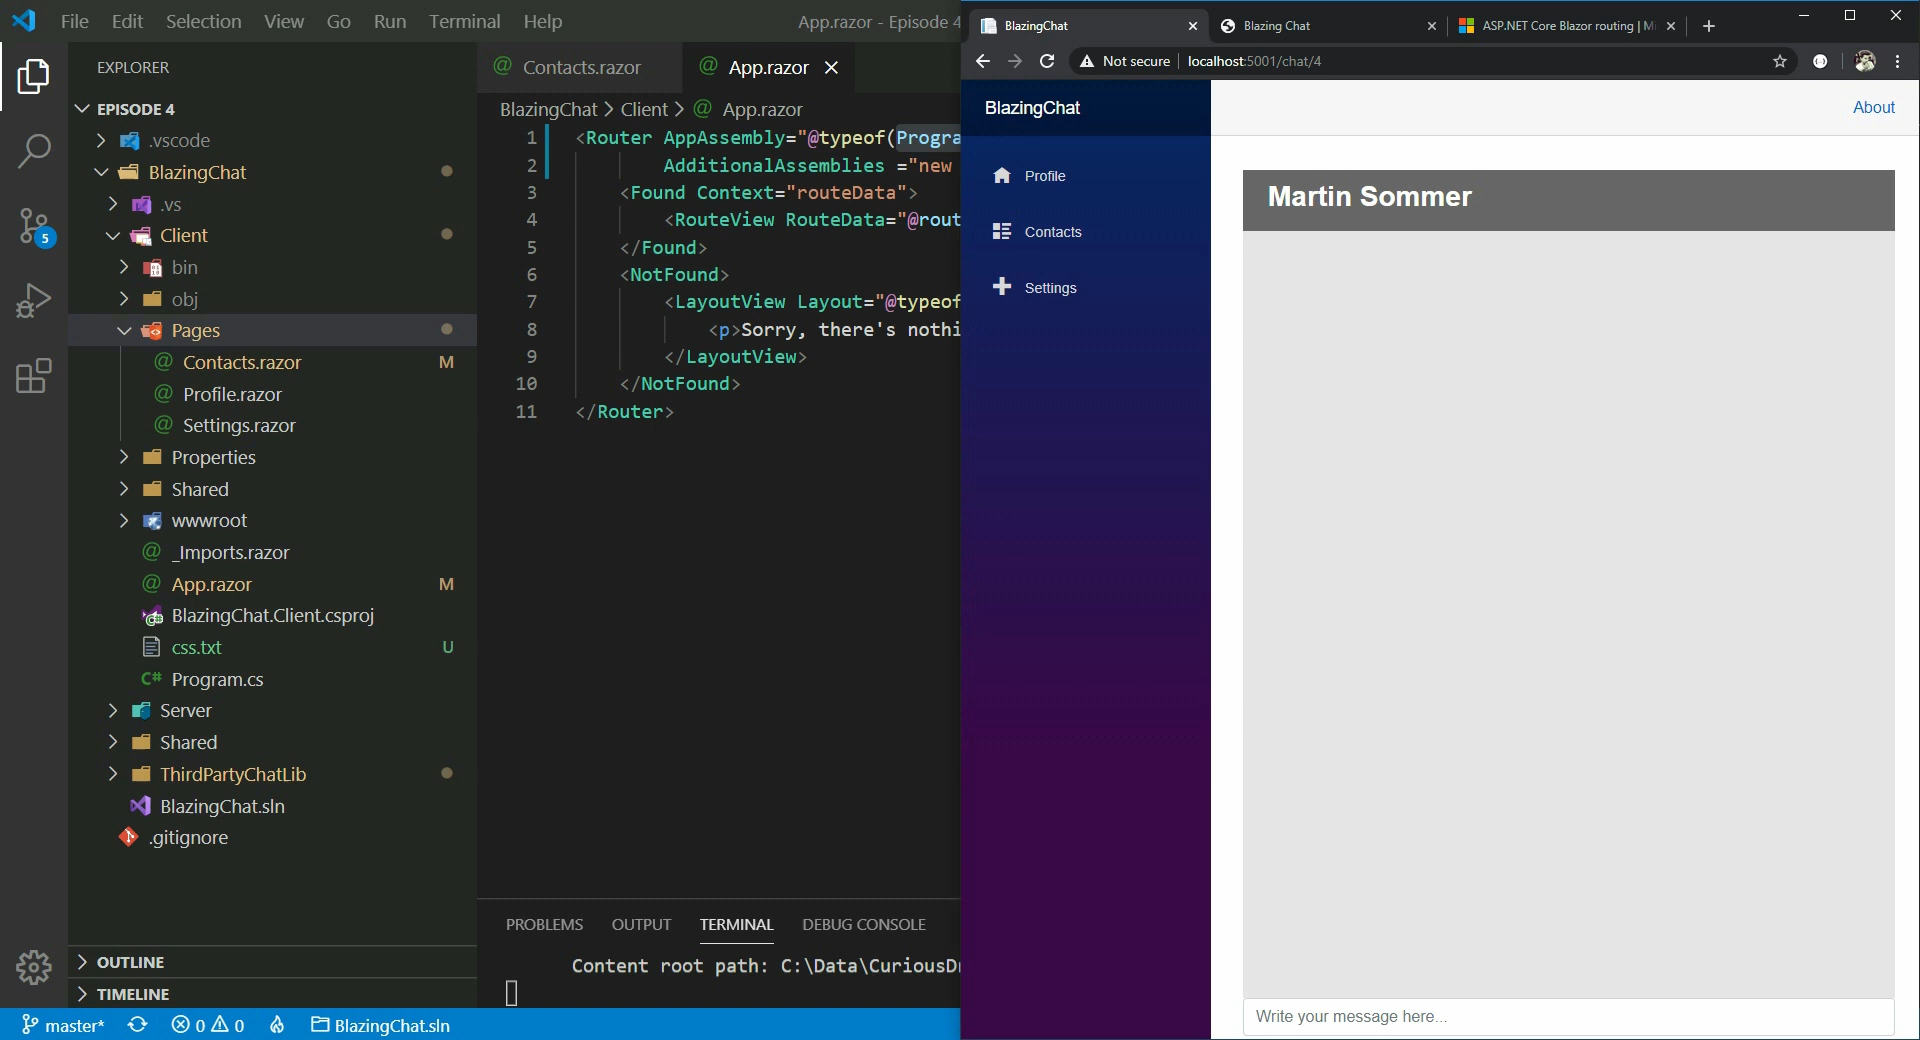 File Edit Selection View Go Run Terminal Help
App.razor - Episode 4
EXPLORER
EPISODE 4
.vscode
BlazingChat
.vs
Client
bin
obj
Pages
Contacts.razor M
Profile.razor
Settings.razor
Properties
Shared
wwwroot
_Imports.razor
App.razor M
BlazingChat.Client.csproj
css.txt U
C# Program.cs
Server
Shared
ThirdPartyChatLib
BlazingChat.sln
.gitignore
OUTLINE
TIMELINE
5
master* 0 0 BlazingChat.sln
Contacts.razor App.razor
BlazingChat > Client > App.razor
1 <Router AppAssembly="@typeof(Progra
2 AdditionalAssemblies ="new
3 <Found Context="routeData">
4 <RouteView RouteData="@rout
5 </Found>
6 <NotFound>
7 <LayoutView Layout="@typeof
8 <p>Sorry, there's nothi
9 </LayoutView>
10 </NotFound>
11 </Router>
PROBLEMS OUTPUT TERMINAL DEBUG CONSOLE
Content root path: C:\Data\CuriousD
BlazingChat Blazing Chat ASP.NET Core Blazor routing | Mi
Not secure localhost:5001/chat/4
BlazingChat
About
Profile
Contacts
Settings
Martin Sommer
Write your message here...